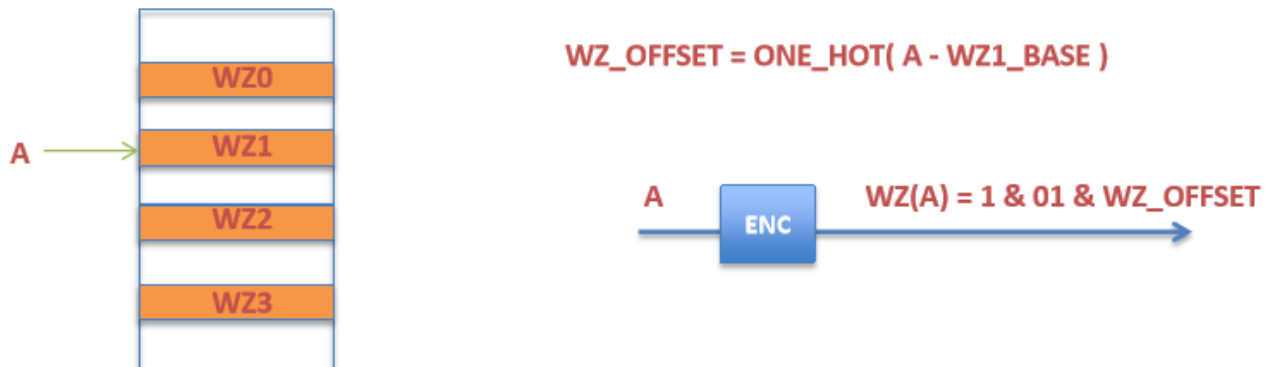 WZ0
WZ_OFFSET = ONE_HOT( A - WZ1_BASE )
A
WZ1
WZ2
A
ENC
WZ(A) = 1 & 01 & WZ_OFFSET
WZ3